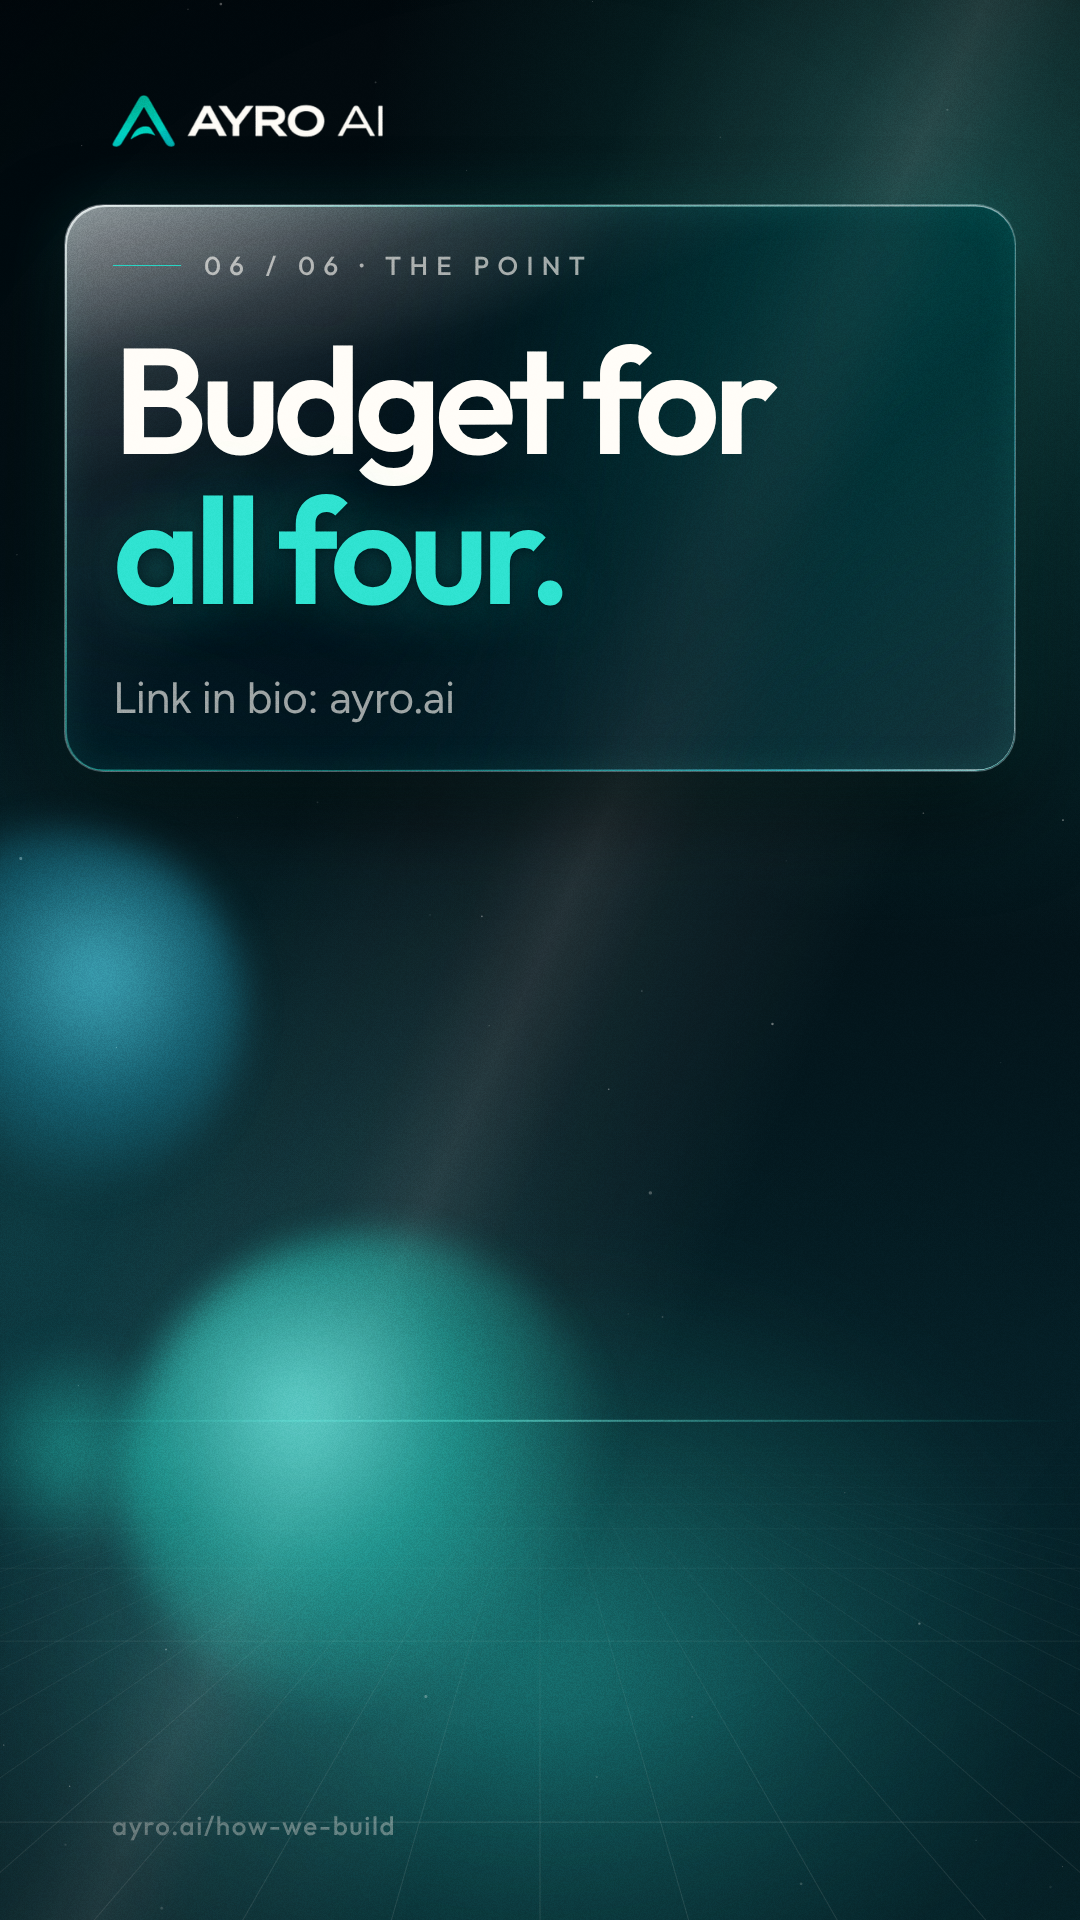 AYRO AI
06 / 06 · THE POINT
Budget for
all four.
Link in bio: ayro.ai
ayro.ai/how-we-build